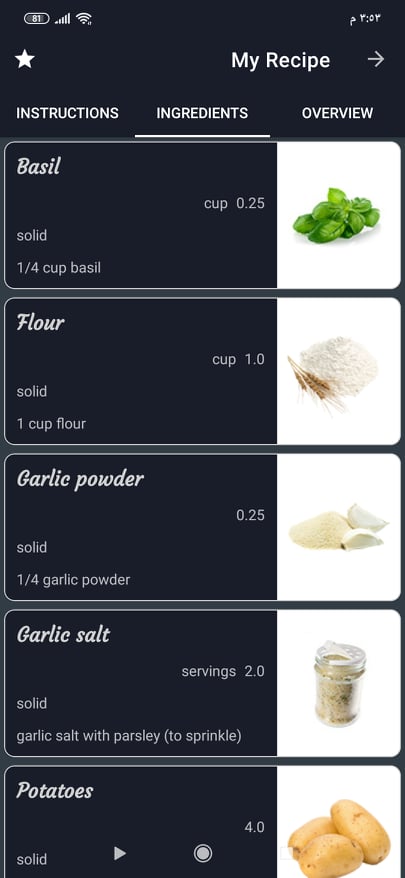 81
٣:٥٣ م
My Recipe
INSTRUCTIONS INGREDIENTS OVERVIEW
Basil
cup 0.25
solid
1/4 cup basil
Flour
cup 1.0
solid
1 cup flour
Garlic powder
0.25
solid
1/4 garlic powder
Garlic salt
servings 2.0
solid
garlic salt with parsley (to sprinkle)
Potatoes
4.0
solid